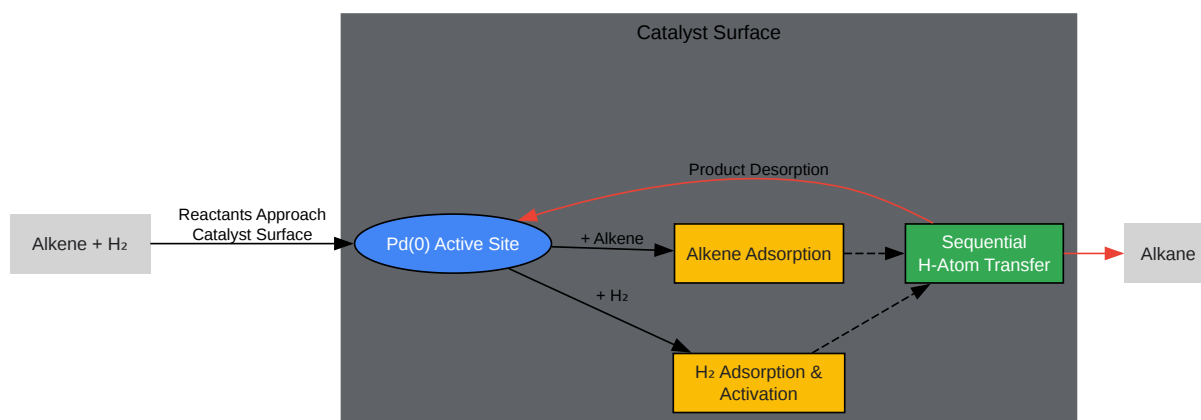 Catalyst Surface
Product Desorption
Reactants Approach
Catalyst Surface
Alkene + H₂
Pd(0) Active Site
+ Alkene
Alkene Adsorption
Sequential
H-Atom Transfer
Alkane
+ H₂
H₂ Adsorption &
Activation